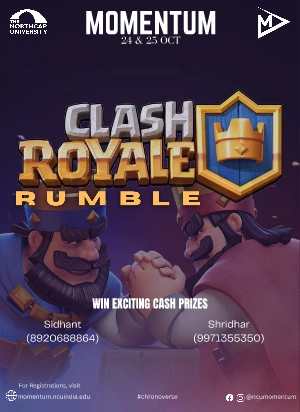 THE
NORTHCAP
UNIVERSITY
MOMENTUM
24 & 25 OCT
M
CLASH
ROYALE
RUMBLE
WIN EXCITING CASH PRIZES
Sidhant
(8920688864)
Shridhar
(9971355350)
For Registrations, visit
momentum.ncuindia.edu
#chronoverse
@ncumomentum